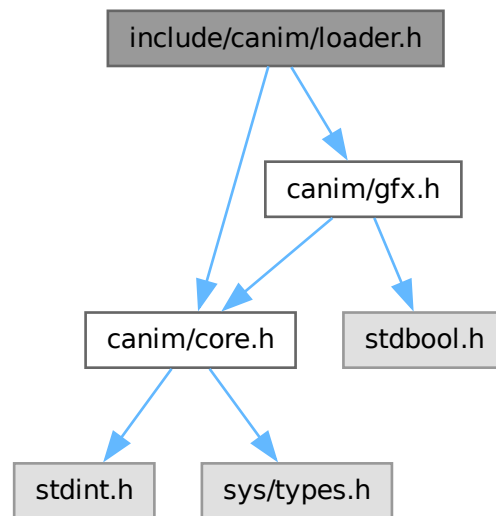 include/canim/loader.h
canim/gfx.h
canim/core.h
stdbool.h
stdint.h
sys/types.h